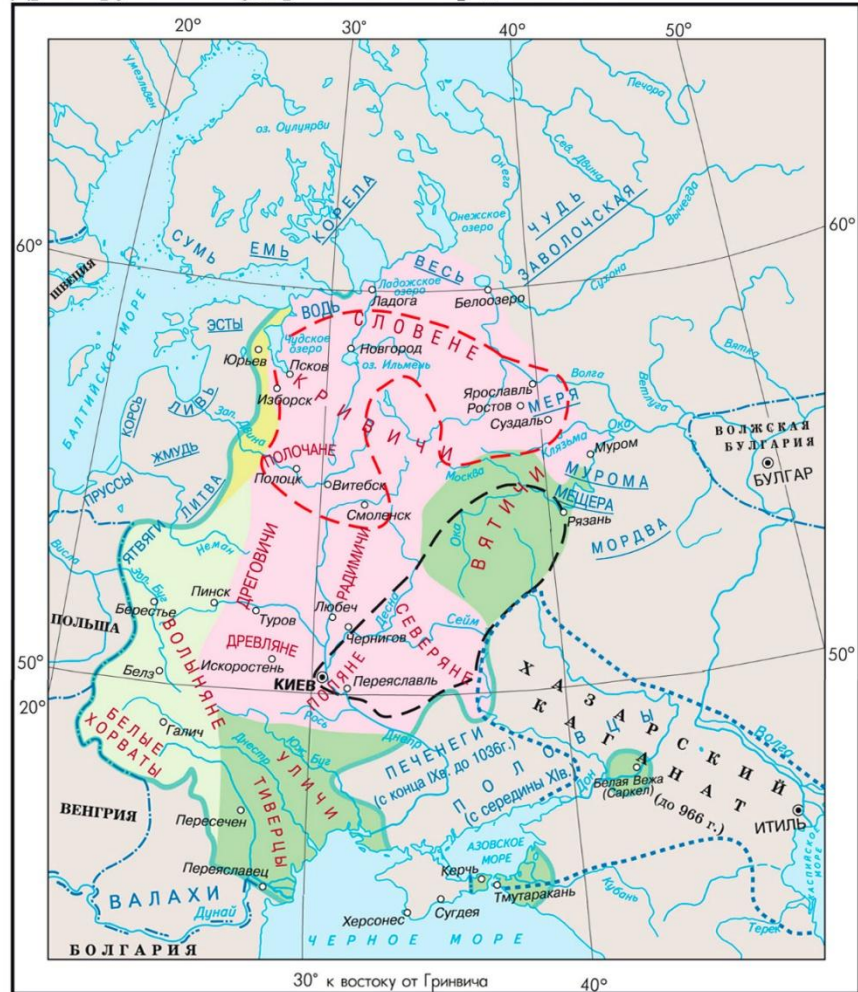 20°
30°
40°
50°
Умеэльвен
Печора
оз. Оулуярви
Онега
Сев. Двина
Вычегда
60°
60°
СУМЬ
ЕМЬ
КОРЕЛА
Онежское
озеро
ЧУДЬ
ЗАВОЛОЧСКАЯ
ШВЕЦИЯ
БАЛТИЙСКОЕ МОРЕ
ВЕСЬ
Сухона
Ладожское
озеро
Ладога
Белоозеро
ВОДЬ
ЭСТЫ
СЛОВЕНЕ
Чудское
озеро
Юрьев
Новгород
оз. Ильмень
Псков
Изборск
КРИВИЧИ
Вятка
Ветлуга
Волга
Ярославль
Ростов
МЕРЯ
Суздаль
КОРСЬ
ЛИВЬ
Зап. Двина
Ока
ВОЛЖСКАЯ
БУЛГАРИЯ
БУЛГАР
ЖМУДЬ
ПОЛОЧАНЕ
Полоцк
Витебск
Москва
Клязьма
Муром
МУРОМА
МЕЩЕРА
ПРУССЫ
ЛИТВА
Смоленск
Ока
ВЯТИЧИ
Рязань
МОРДВА
ЯТВЯГИ
Неман
Висла
Зап. Буг
ДРЕГОВИЧИ
РАДИМИЧИ
ПОЛЬША
Берестье
Пинск
Туров
Любеч
Десна
Чернигов
СЕВЕРЯНЕ
Сейм
50°
50°
20°
ВОЛЫНЯНЕ
ДРЕВЛЯНЕ
Искоростень
Белз
КИЕВ
ПОЛЯНЕ
Переяславль
ХАЗАРСКИЙ
КАГАНАТ
(до 966 г.)
Волга
БЕЛЫЕ
ХОРВАТЫ
Галич
Рось
Днепр
Днестр
Юж. Буг
УЛИЧИ
ТИВЕРЦЫ
ПЕЧЕНЕГИ
(с конца IXв. до 1036г.)
ПОЛОВЦЫ
(с середины XIв.)
Дон
Белая Вежа
(Саркел)
ИТИЛЬ
ВЕНГРИЯ
Пересечен
Переяславец
АЗОВСКОЕ
МОРЕ
КАСПИЙСКОЕ
МОРЕ
Керчь
Тмутаракань
Кубань
ВАЛАХИ
Дунай
Херсонес
Сугдея
Терек
БОЛГАРИЯ
ЧЕРНОЕ МОРЕ
30° к востоку от Гринвича
40°